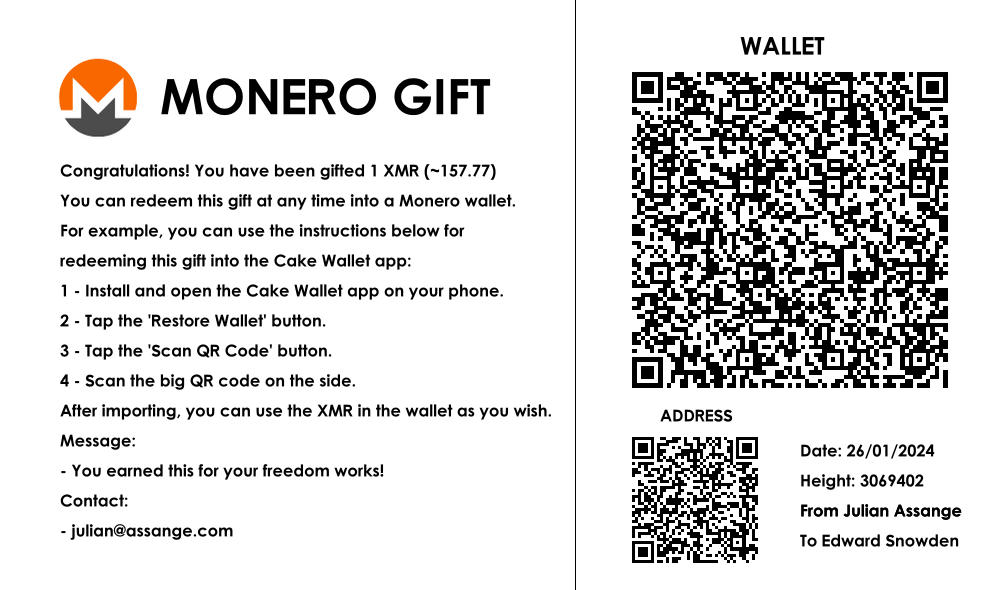 MONERO GIFT
Congratulations! You have been gifted 1 XMR (~157.77)
You can redeem this gift at any time into a Monero wallet.
For example, you can use the instructions below for
redeeming this gift into the Cake Wallet app:
1 - Install and open the Cake Wallet app on your phone.
2 - Tap the 'Restore Wallet' button.
3 - Tap the 'Scan QR Code' button.
4 - Scan the big QR code on the side.
After importing, you can use the XMR in the wallet as you wish.
Message:
- You earned this for your freedom works!
Contact:
- julian@assange.com
WALLET
ADDRESS
Date: 26/01/2024
Height: 3069402
From Julian Assange
To Edward Snowden